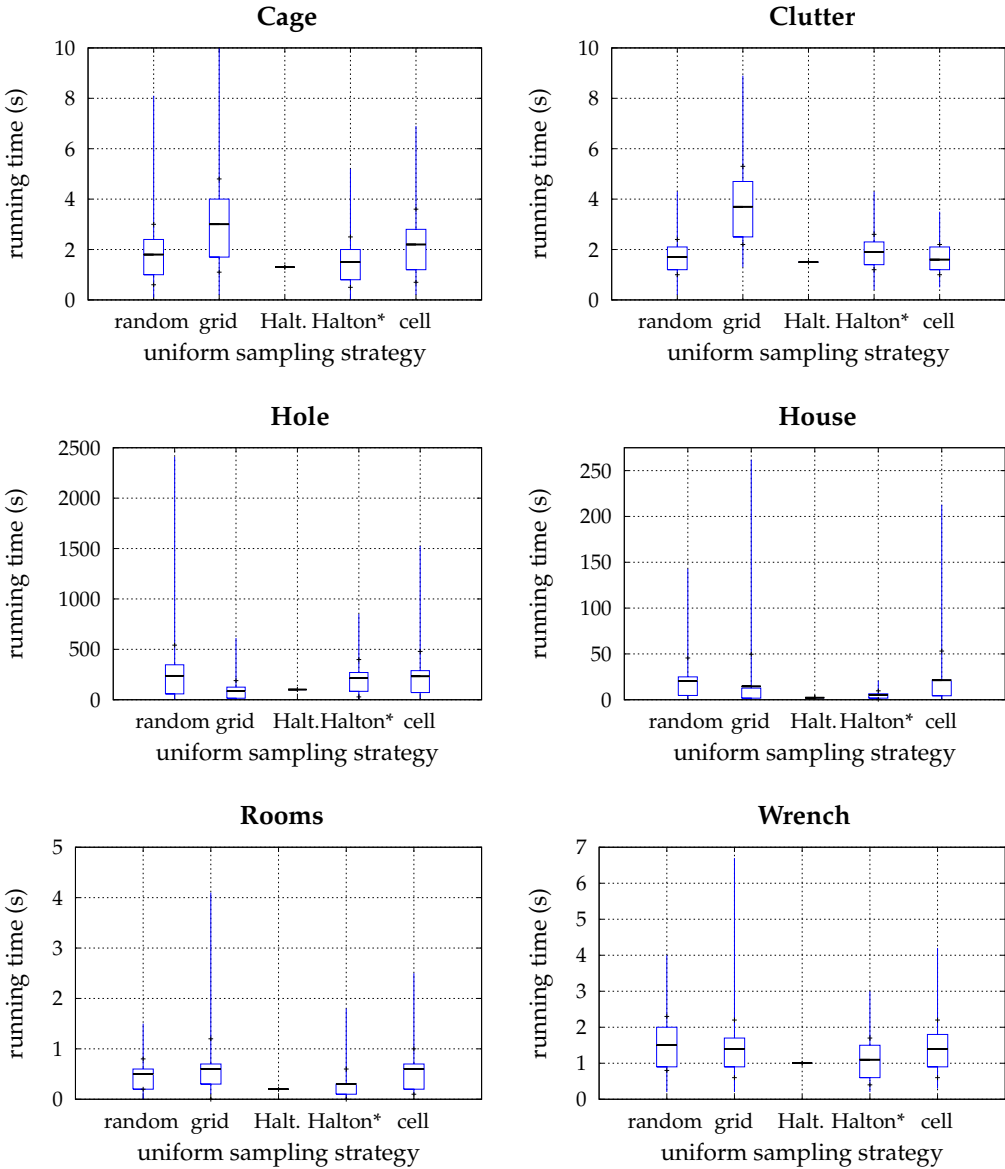 Cage
running time (s)
10
8
6
4
2
0
random grid Halt. Halton* cell
uniform sampling strategy
Clutter
running time (s)
10
8
6
4
2
0
random grid Halt. Halton* cell
uniform sampling strategy
Hole
running time (s)
2500
2000
1500
1000
500
0
random grid Halt. Halton* cell
uniform sampling strategy
House
running time (s)
250
200
150
100
50
0
random grid Halt. Halton* cell
uniform sampling strategy
Rooms
running time (s)
5
4
3
2
1
0
random grid Halt. Halton* cell
uniform sampling strategy
Wrench
running time (s)
7
6
5
4
3
2
1
0
random grid Halt. Halton* cell
uniform sampling strategy